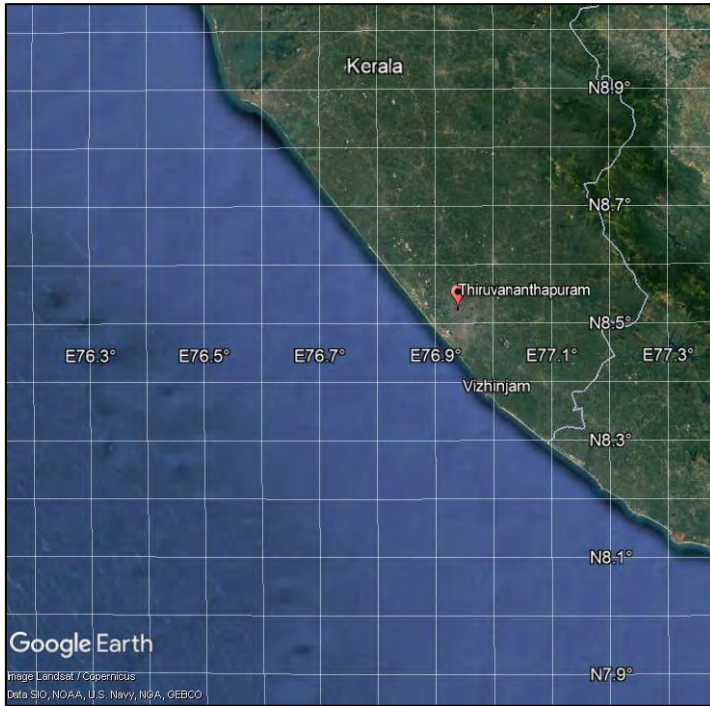 Kerala
N8.9°
N8.7°
Thiruvananthapuram
N8.5°
E76.3° E76.5° E76.7° E76.9° E77.1° E77.3°
Vizhinjam
N8.3°
N8.1°
Google Earth
N7.9°
Image Landsat / Copernicus
Data SIO, NOAA, U.S. Navy, NGA, GEBCO